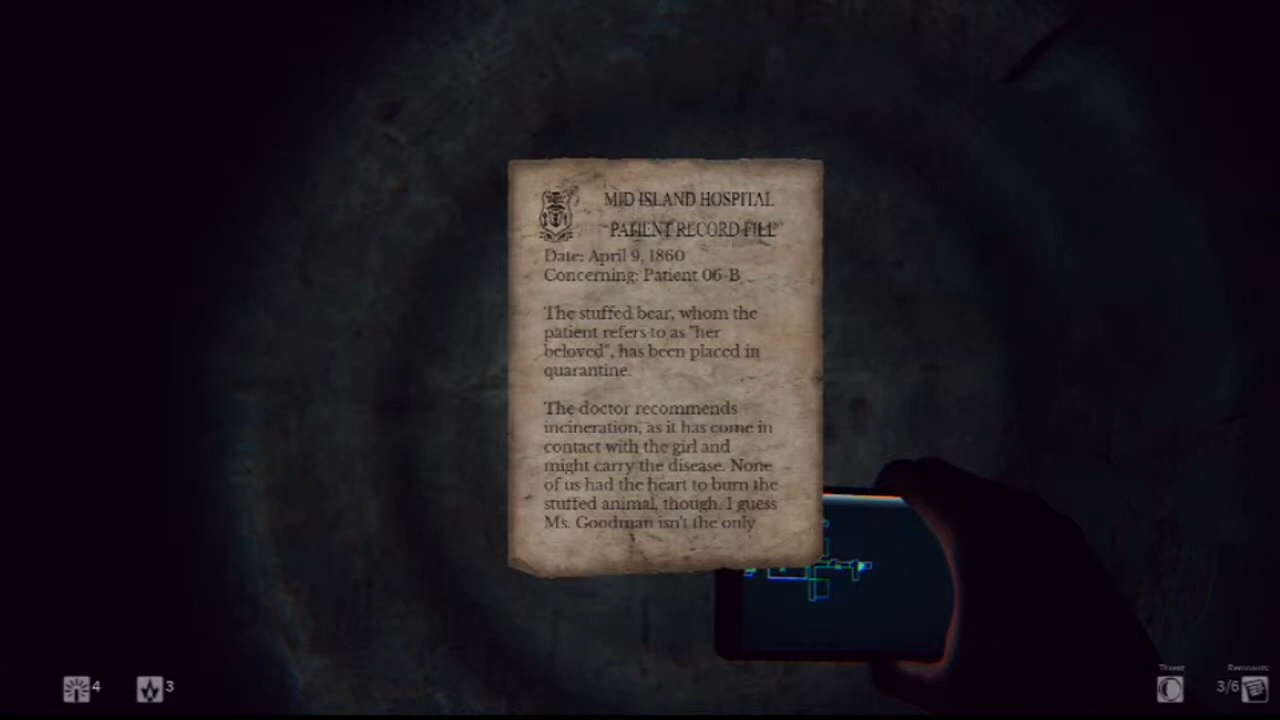 MID ISLAND HOSPITAL
PATIENT RECORD FILE
Date: April 9, 1860
Concerning: Patient 06-B
The stuffed bear, whom the
patient refers to as "her
beloved", has been placed in
quarantine.
The doctor recommends
incineration, as it has come in
contact with the girl and
might carry the disease. None
of us had the heart to burn the
stuffed animal, though. I guess
Ms. Goodman isn't the only
4
3
Remnants
3/6